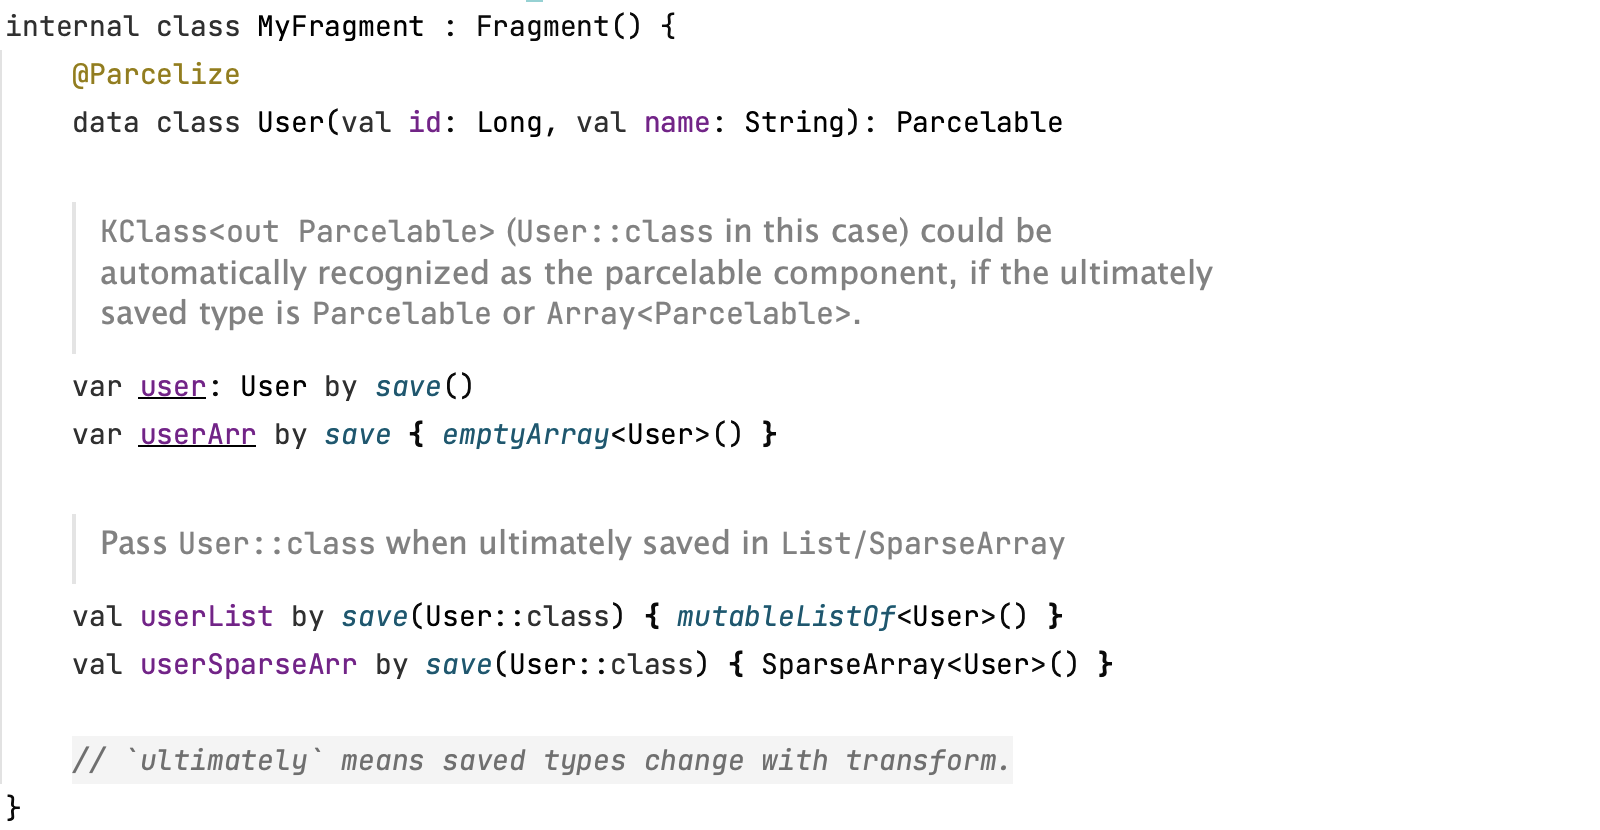 internal class MyFragment : Fragment() {
@Parcelize
data class User(val id: Long, val name: String): Parcelable
KClass<out Parcelable> (User::class in this case) could be
automatically recognized as the parcelable component, if the ultimately
saved type is Parcelable or Array<Parcelable>.
var user: User by save()
var userArr by save { emptyArray<User>() }
Pass User::class when ultimately saved in List/SparseArray
val userList by save(User::class) { mutableListOf<User>() }
val userSparseArr by save(User::class) { SparseArray<User>() }
// `ultimately` means saved types change with transform.
}